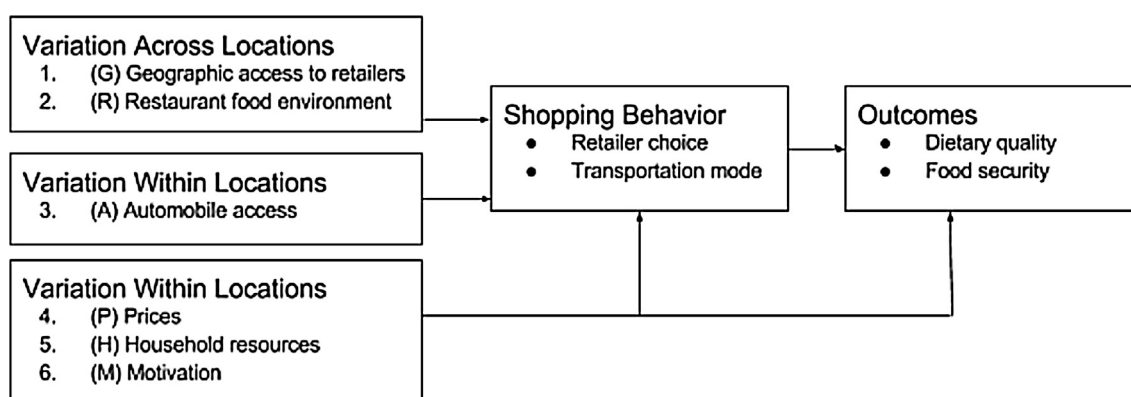 Variation Across Locations
1. (G) Geographic access to retailers
2. (R) Restaurant food environment
Variation Within Locations
3. (A) Automobile access
Variation Within Locations
4. (P) Prices
5. (H) Household resources
6. (M) Motivation
Shopping Behavior
● Retailer choice
● Transportation mode
Outcomes
● Dietary quality
● Food security